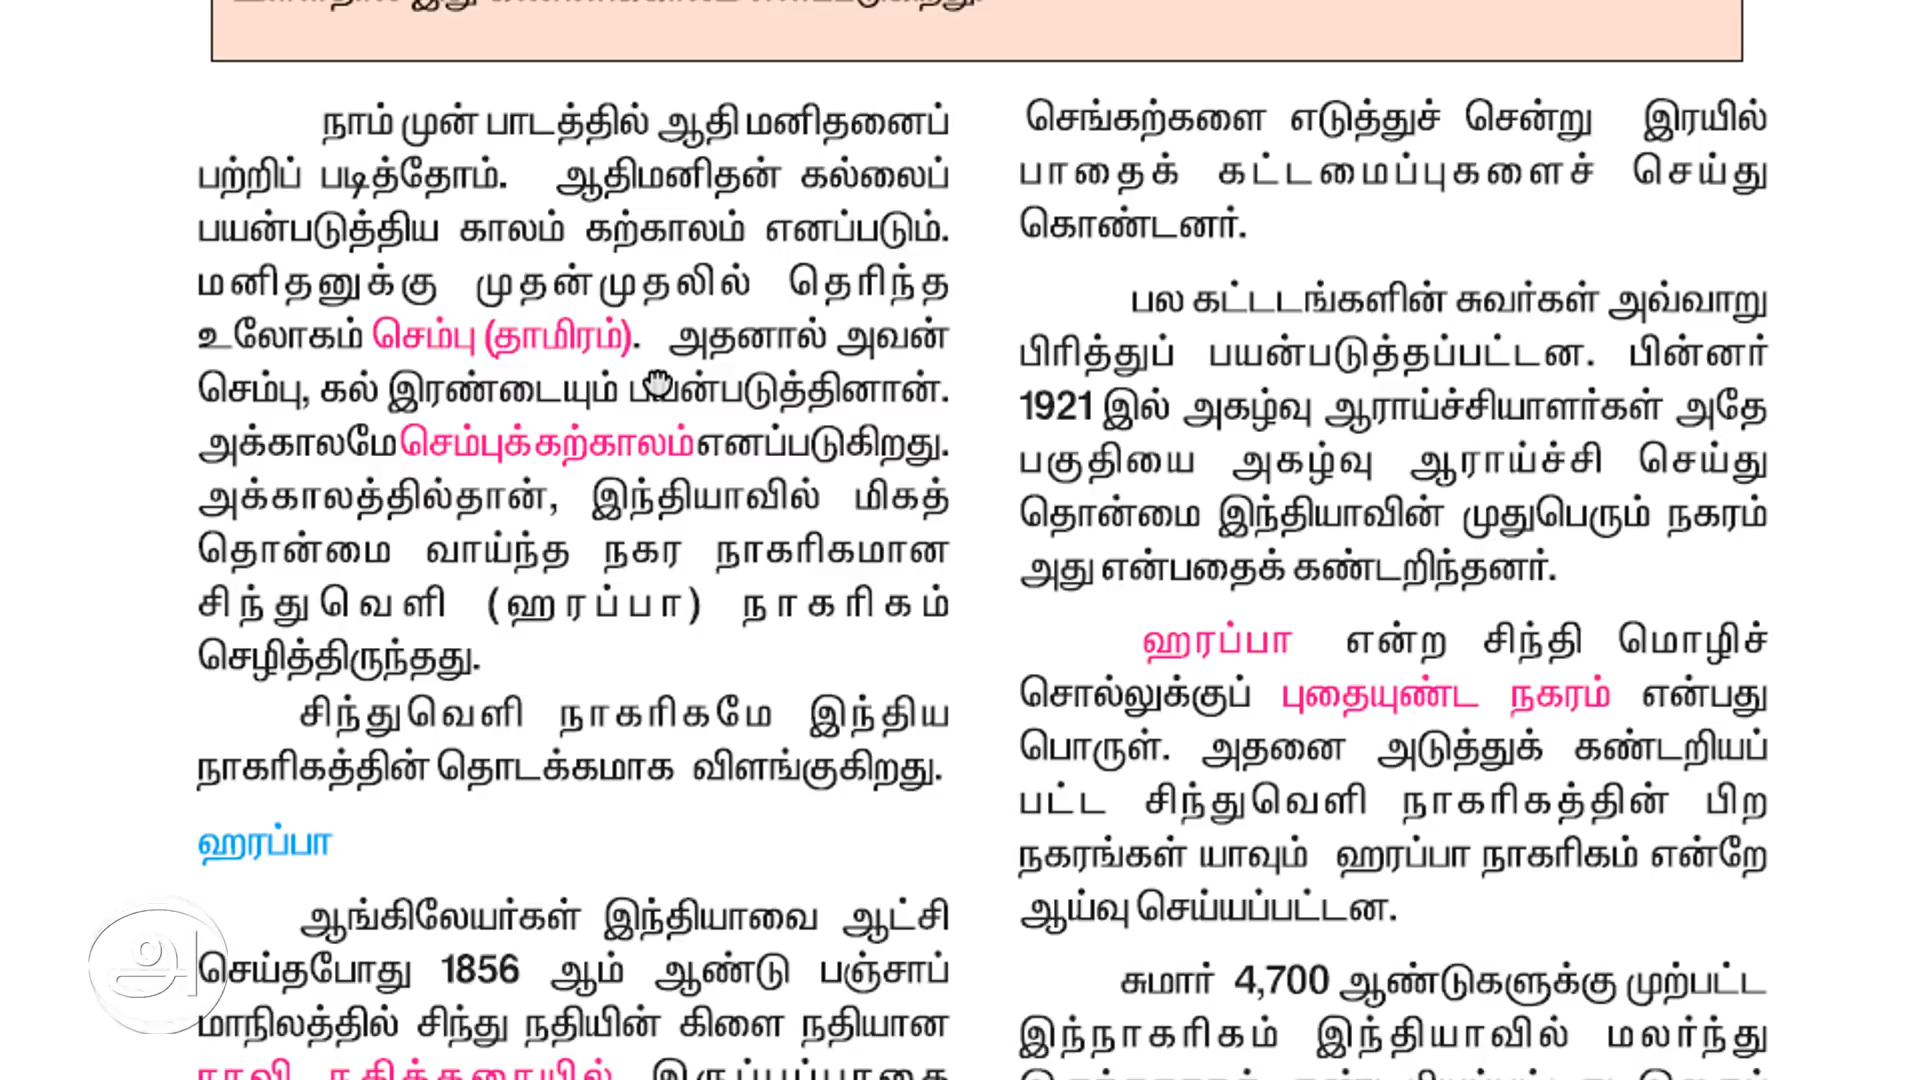 நாம் முன் பாடத்தில் ஆதி மனிதனைப்
பற்றிப் படித்தோம். ஆதிமனிதன் கல்லைப்
பயன்படுத்திய காலம் கற்காலம் எனப்படும்.
மனிதனுக்கு முதன்முதலில் தெரிந்த
உலோகம் செம்பு (தாமிரம்). அதனால் அவன்
செம்பு, கல் இரண்டையும் பயன்படுத்தினான்.
அக்காலமே செம்புக்கற்காலம் எனப்படுகிறது.
அக்காலத்தில்தான், இந்தியாவில் மிகத்
தொன்மை வாய்ந்த நகர நாகரிகமான
சிந்துவெளி (ஹரப்பா) நாகரிகம்
செழித்திருந்தது.
சிந்துவெளி நாகரிகமே இந்திய
நாகரிகத்தின் தொடக்கமாக விளங்குகிறது.
ஹரப்பா
ஆங்கிலேயர்கள் இந்தியாவை ஆட்சி
செய்தபோது 1856 ஆம் ஆண்டு பஞ்சாப்
மாநிலத்தில் சிந்து நதியின் கிளை நதியான
செங்கற்களை எடுத்துச் சென்று இரயில்
பாதைக் கட்டமைப்புகளைச் செய்து
கொண்டனர்.
பல கட்டடங்களின் சுவர்கள் அவ்வாறு
பிரித்துப் பயன்படுத்தப்பட்டன. பின்னர்
1921 இல் அகழ்வு ஆராய்ச்சியாளர்கள் அதே
பகுதியை அகழ்வு ஆராய்ச்சி செய்து
தொன்மை இந்தியாவின் முதுபெரும் நகரம்
அது என்பதைக் கண்டறிந்தனர்.
ஹரப்பா என்ற சிந்தி மொழிச்
சொல்லுக்குப் புதையுண்ட நகரம் என்பது
பொருள். அதனை அடுத்துக் கண்டறியப்
பட்ட சிந்துவெளி நாகரிகத்தின் பிற
நகரங்கள் யாவும் ஹரப்பா நாகரிகம் என்றே
ஆய்வு செய்யப்பட்டன.
சுமார் 4,700 ஆண்டுகளுக்கு முற்பட்ட
இந்நாகரிகம் இந்தியாவில் மலர்ந்து
அ